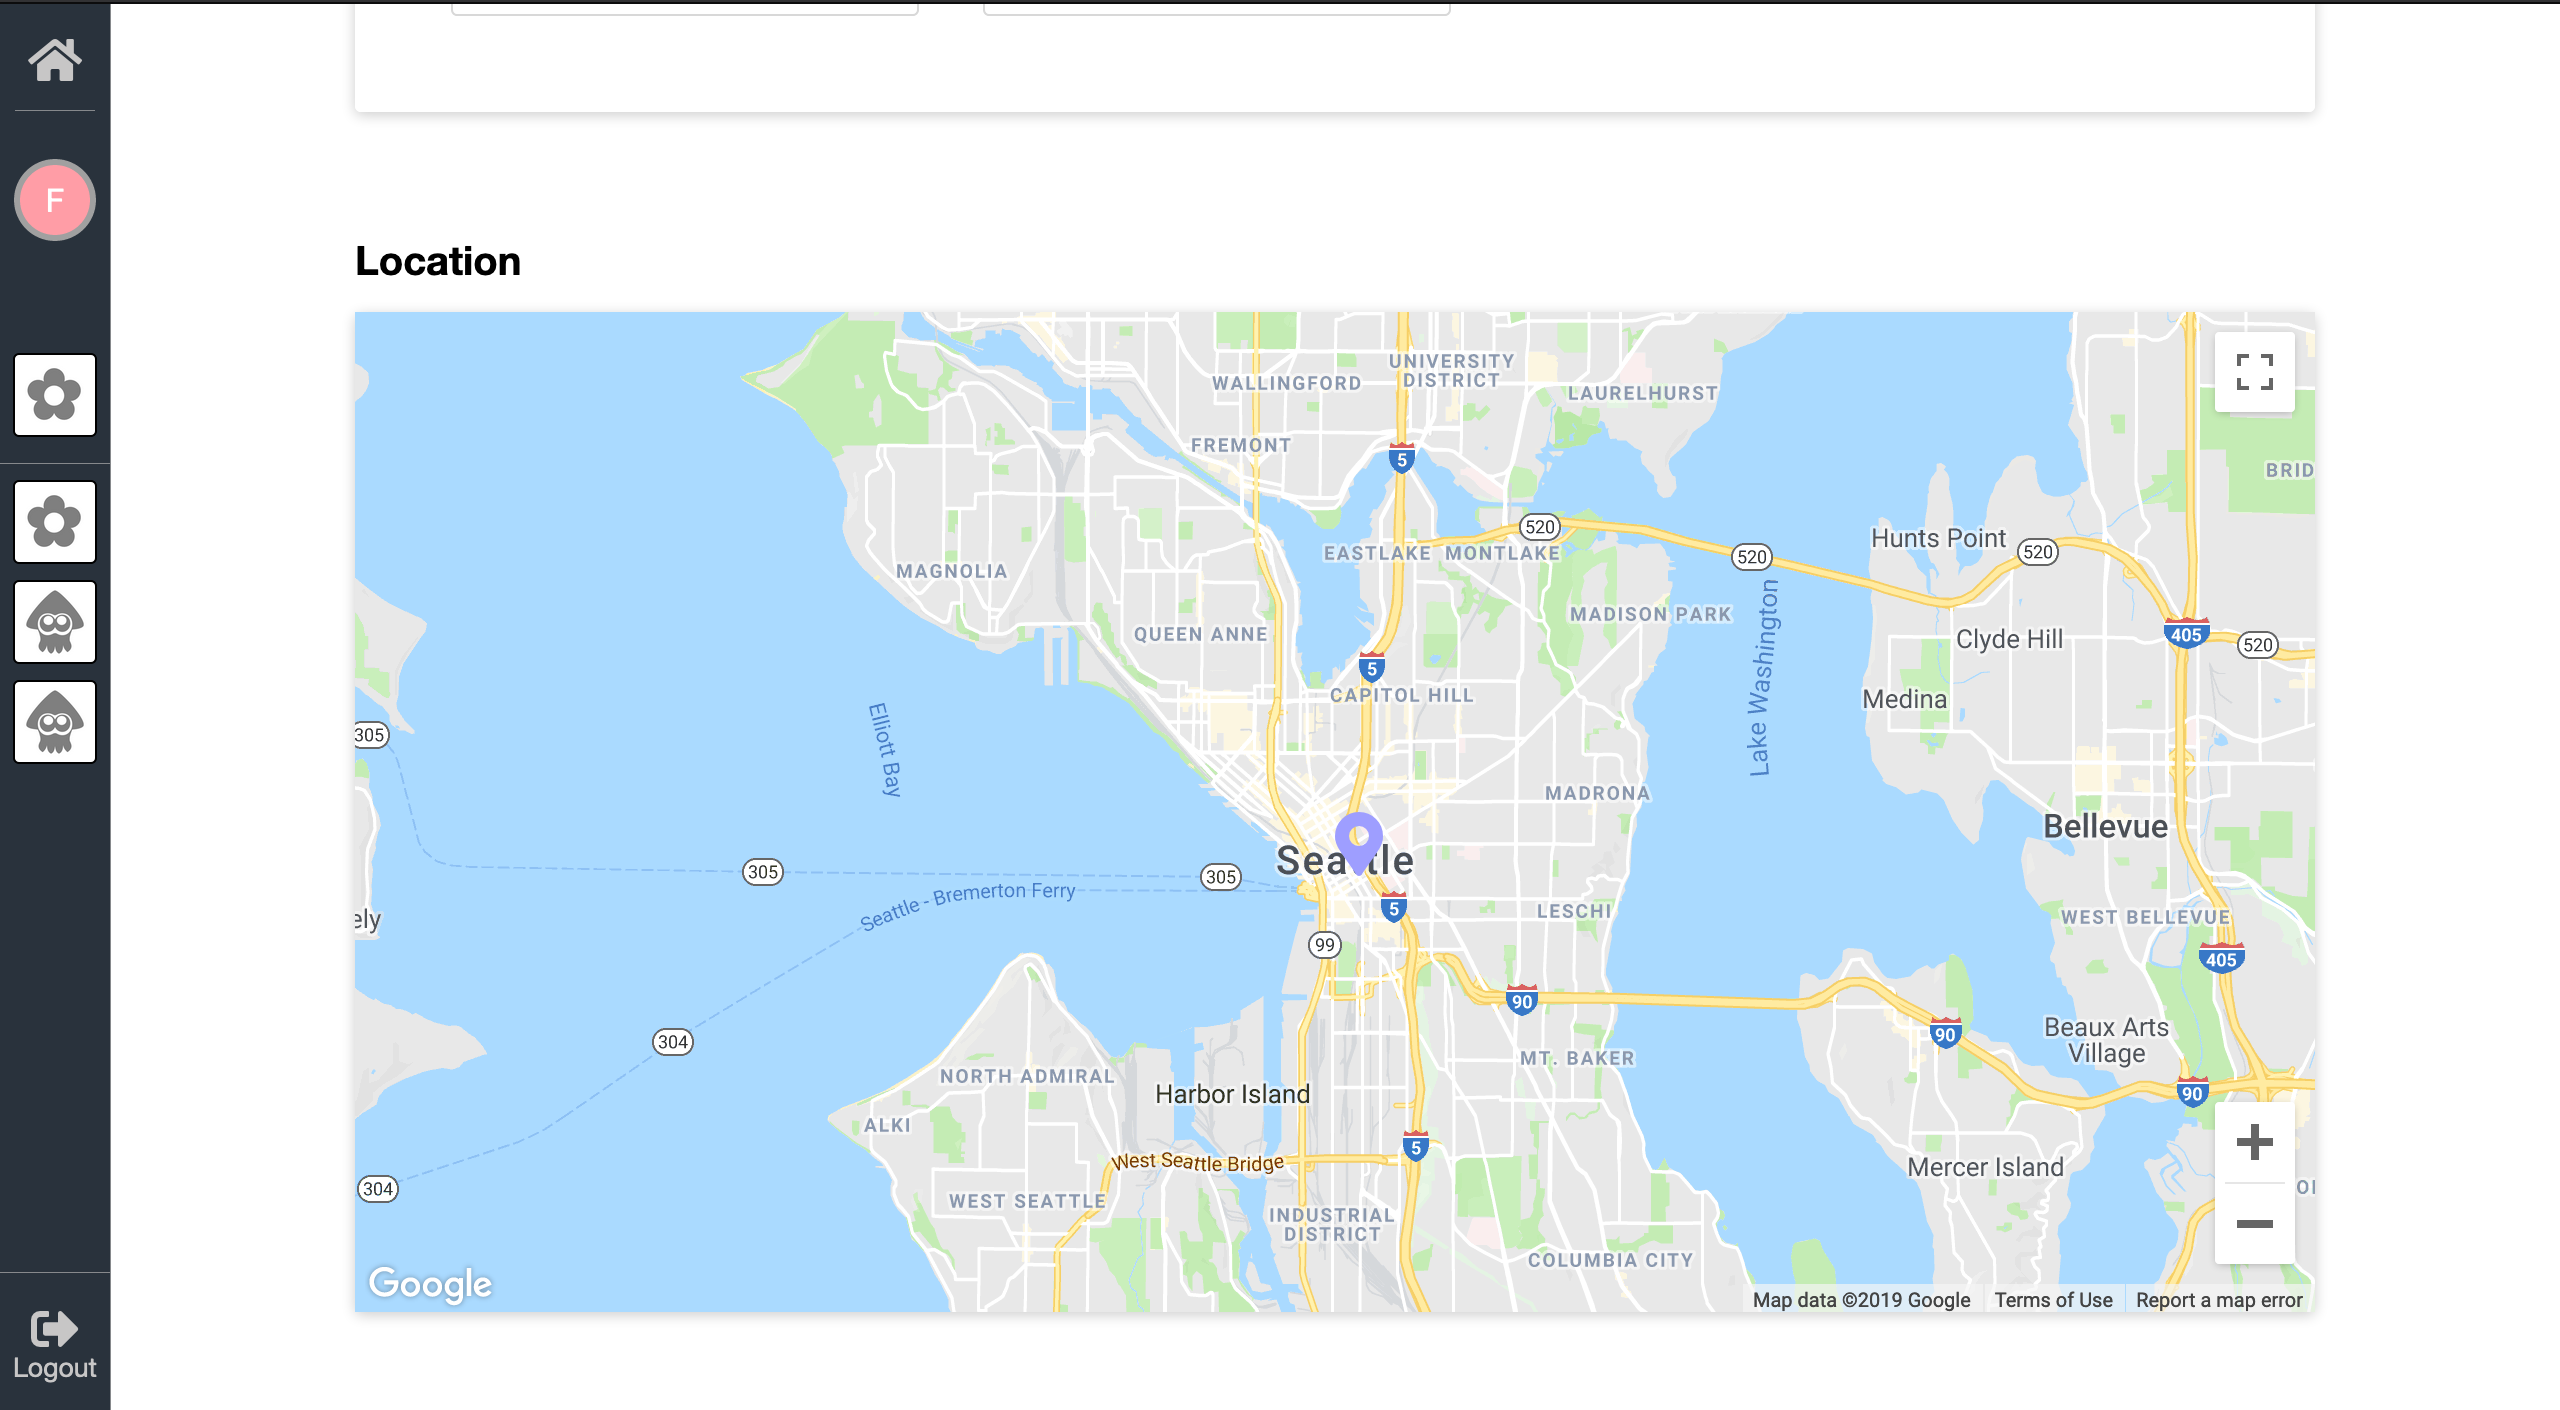 F
Location
WALLINGFORD
UNIVERSITY
DISTRICT
LAURELHURST
FREMONT
5
BRID
520
EASTLAKE
MONTLAKE
520
Hunts Point
520
MAGNOLIA
MADISON PARK
QUEEN ANNE
Lake Washington
Clyde Hill
405
520
5
CAPITOL HILL
Medina
Elliott Bay
305
MADRONA
Bellevue
Seattle
305
305
Seattle - Bremerton Ferry
5
LESCHI
WEST BELLEVUE
ely
99
405
90
304
90
Beaux Arts
Village
MT. BAKER
NORTH ADMIRAL
Harbor Island
90
ALKI
5
West Seattle Bridge
Mercer Island
304
WEST SEATTLE
INDUSTRIAL
DISTRICT
COLUMBIA CITY
Google
Map data ©2019 Google
Terms of Use
Report a map error
Logout